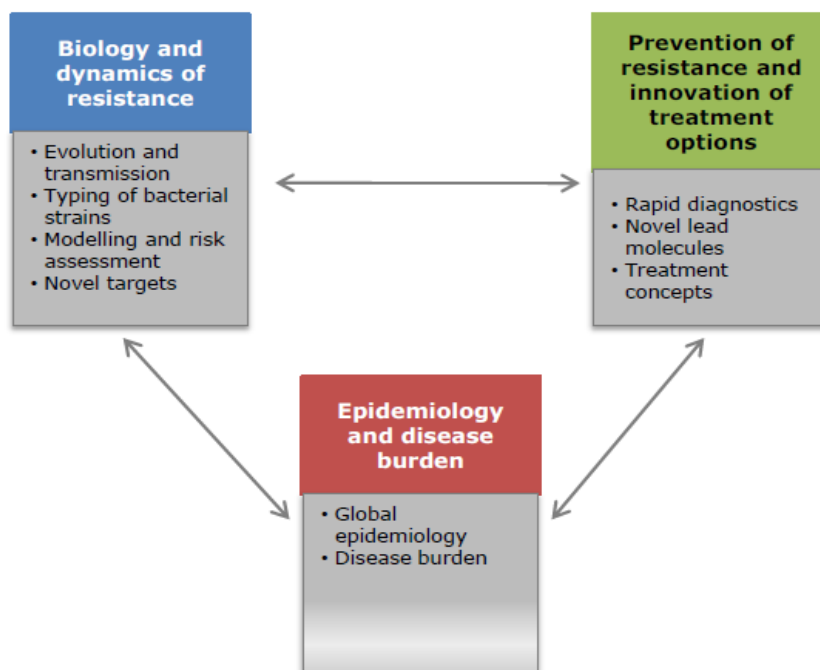 Biology and
dynamics of
resistance
• Evolution and
transmission
• Typing of bacterial
strains
• Modelling and risk
assessment
• Novel targets
Prevention of
resistance and
innovation of
treatment
options
• Rapid diagnostics
• Novel lead
molecules
• Treatment
concepts
Epidemiology
and disease
burden
• Global
epidemiology
• Disease burden